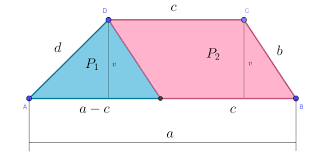 c
D C
d P₁ v P₂ v b
A a − c c B
a